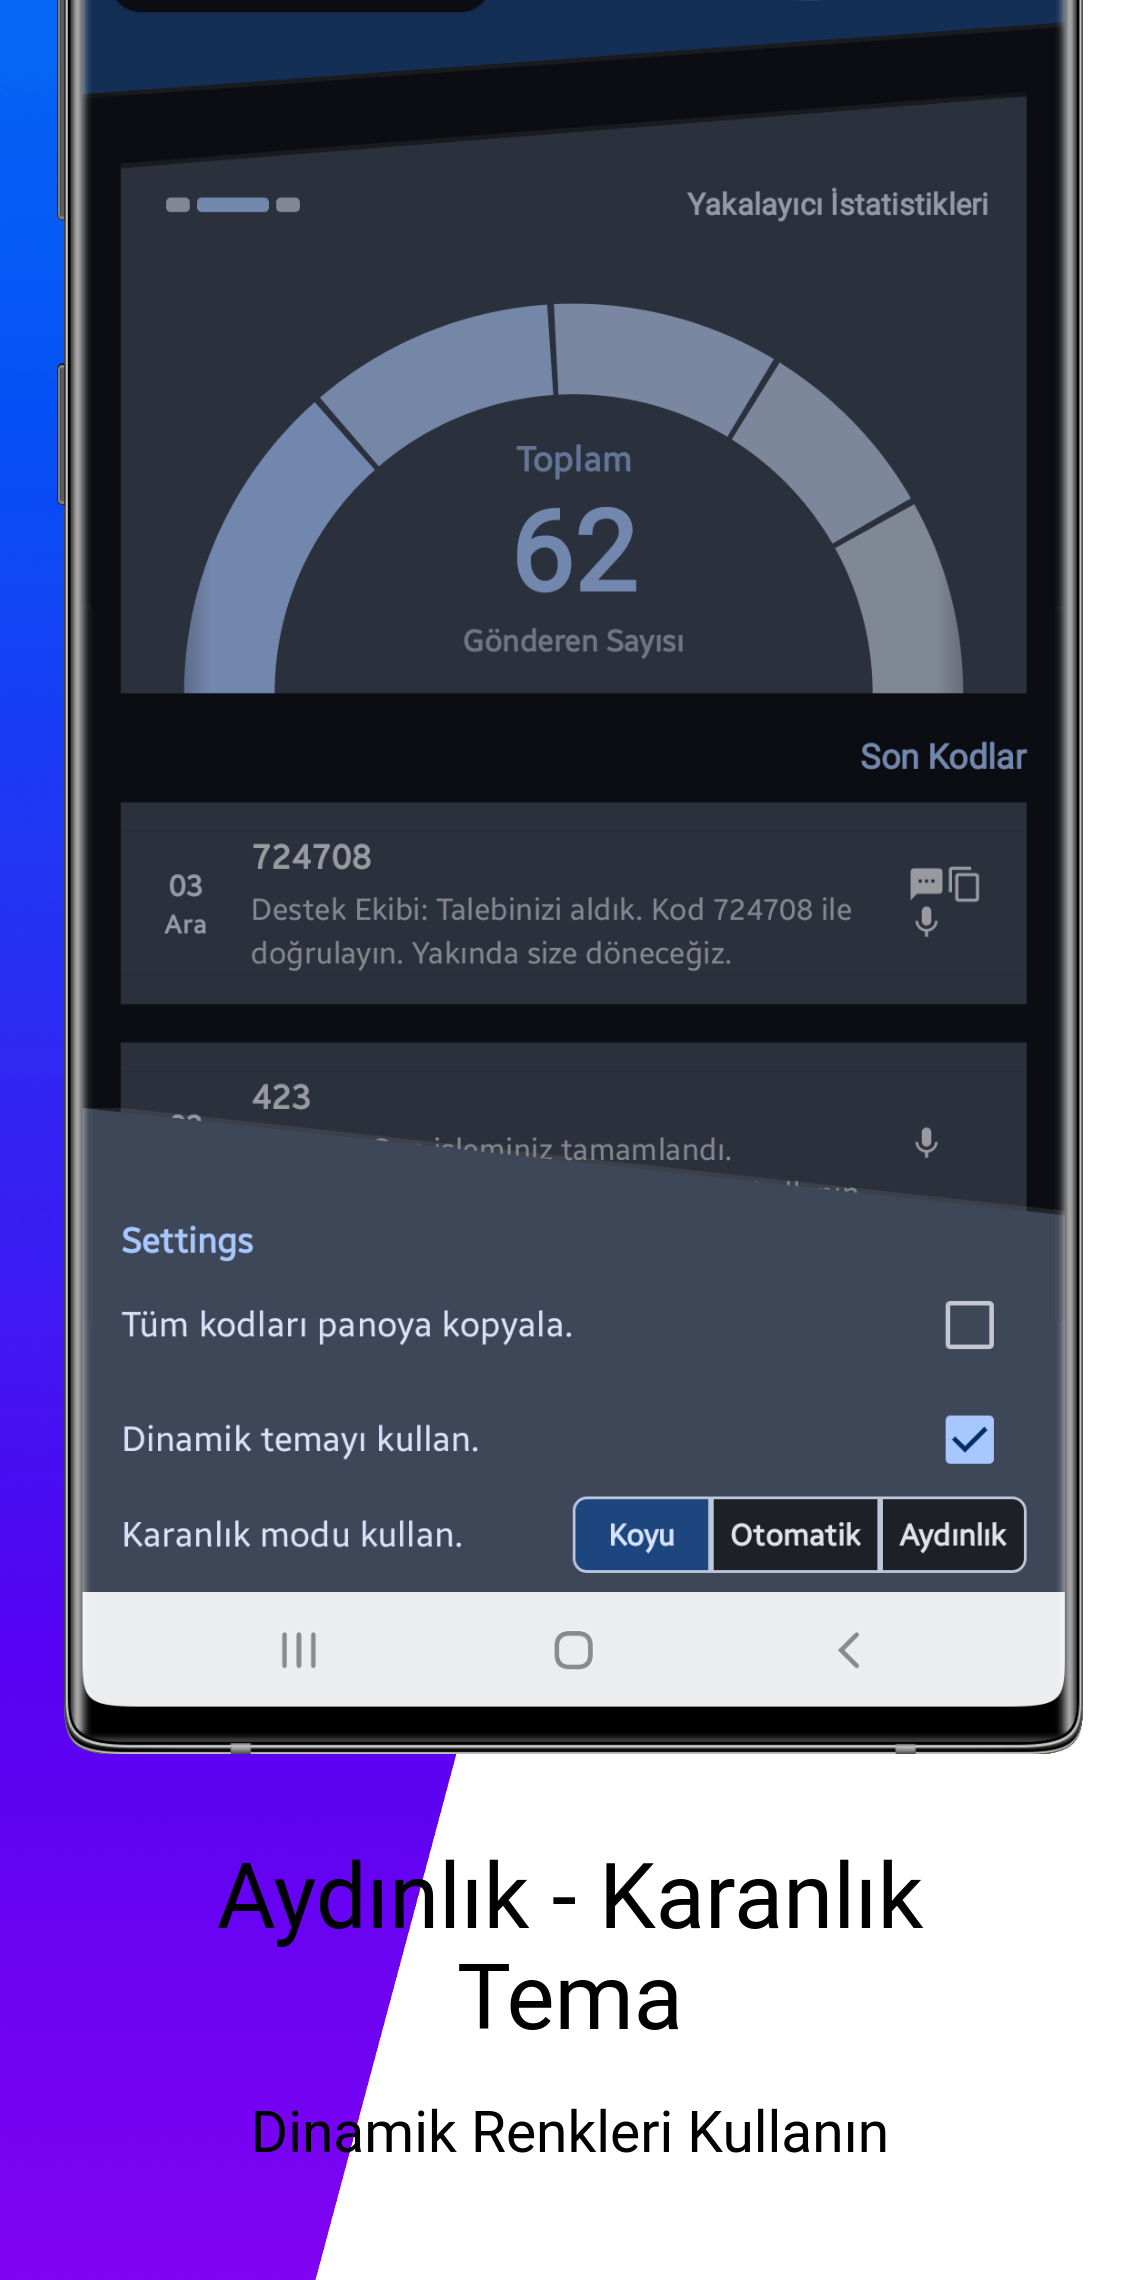 Yakalayıcı İstatistikleri
Toplam
62
Gönderen Sayısı
Son Kodlar
724708
03
Ara
Destek Ekibi: Talebinizi aldık. Kod 724708 ile
doğrulayın. Yakında size döneceğiz.
423
işleminiz tamamlandı.
Settings
Tüm kodları panoya kopyala.
Dinamik temayı kullan.
Karanlık modu kullan.
Koyu
Otomatik
Aydınlık
Aydınlık - Karanlık
Tema
Dinamik Renkleri Kullanın